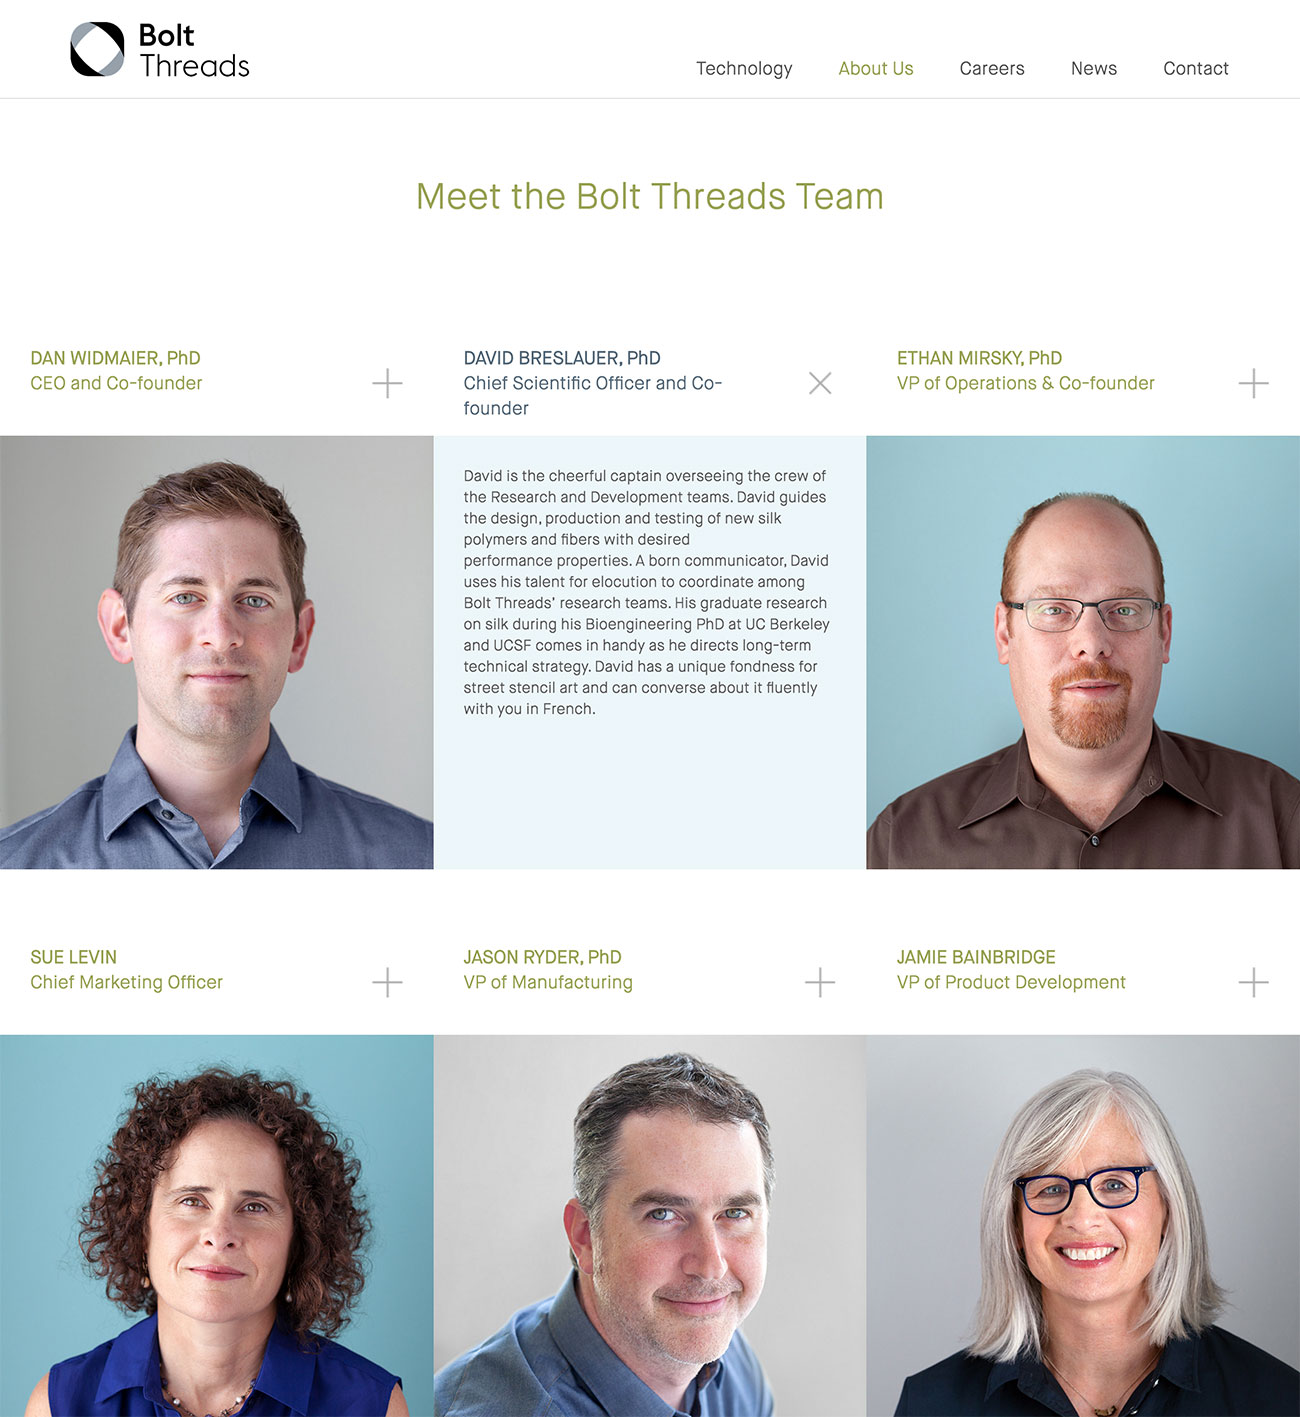 Bolt
Threads
Technology
About Us
Careers
News
Contact
Meet the Bolt Threads Team
DAN WIDMAIER, PhD
CEO and Co-founder
DAVID BRESLAUER, PhD
Chief Scientific Officer and Co-
founder
ETHAN MIRSKY, PhD
VP of Operations & Co-founder
David is the cheerful captain overseeing the crew of
the Research and Development teams. David guides
the design, production and testing of new silk
polymers and fibers with desired
performance properties. A born communicator, David
uses his talent for elocution to coordinate among
Bolt Threads’ research teams. His graduate research
on silk during his Bioengineering PhD at UC Berkeley
and UCSF comes in handy as he directs long-term
technical strategy. David has a unique fondness for
street stencil art and can converse about it fluently
with you in French.
SUE LEVIN
Chief Marketing Officer
JASON RYDER, PhD
VP of Manufacturing
JAMIE BAINBRIDGE
VP of Product Development